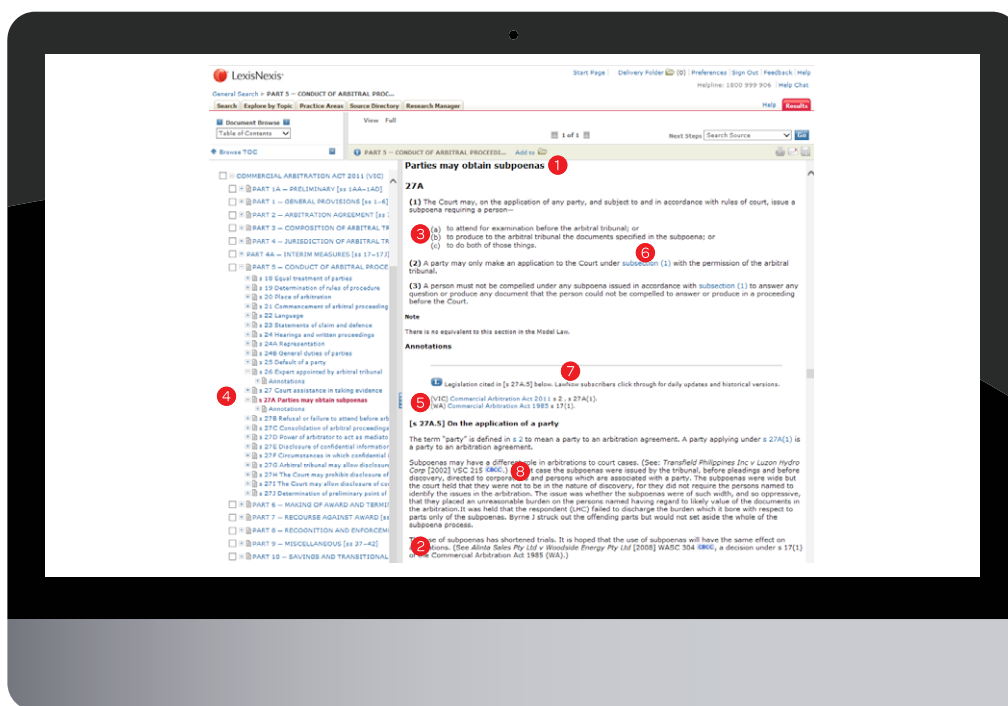 LexisNexis®
Start Page Delivery Folder (0) Preferences Sign Out Feedback Help
Helpline: 1800 999 906 Help Chat
General Search > PART 5 — CONDUCT OF ARBITRAL PROC...
Search Explore by Topic Practice Areas Source Directory Research Manager
Help Results
Document Browse
Table of Contents
View Full
1 of 1
Next Steps Search Source Go
Browse TOC
PART 5 — CONDUCT OF ARBITRAL PROCEEDI... Add to
COMMERCIAL ARBITRATION ACT 2011 (VIC)
PART 1A — PRELIMINARY [ss 1AA–1AD]
PART 1 — GENERAL PROVISIONS [ss 1–6]
PART 2 — ARBITRATION AGREEMENT [ss 7
PART 3 — COMPOSITION OF ARBITRAL TR
PART 4 — JURISDICTION OF ARBITRAL TR
PART 4A — INTERIM MEASURES [ss 17–17J]
PART 5 — CONDUCT OF ARBITRAL PROCE
s 18 Equal treatment of parties
s 19 Determination of rules of procedure
s 20 Place of arbitration
s 21 Commencement of arbitral proceeding
s 22 Language
s 23 Statements of claim and defence
s 24 Hearings and written proceedings
s 24A Representation
s 24B General duties of parties
s 25 Default of a party
s 26 Expert appointed by arbitral tribunal
Annotations
s 27 Court assistance in taking evidence
4
s 27A Parties may obtain subpoenas
Annotations
s 27B Refusal or failure to attend before arb
s 27C Consolidation of arbitral proceedings
s 27D Power of arbitrator to act as mediato
s 27E Disclosure of confidential information
s 27F Circumstances in which confidential i
s 27G Arbitral tribunal may allow disclosure
s 27H The Court may prohibit disclosure of
s 27I The Court may allow disclosure of co
s 27J Determination of preliminary point of
PART 6 — MAKING OF AWARD AND TERMIN
PART 7 — RECOURSE AGAINST AWARD [ss
PART 8 — RECOGNITION AND ENFORCEM
PART 9 — MISCELLANEOUS [ss 37–42]
PART 10 — SAVINGS AND TRANSITIONAL
Parties may obtain subpoenas 1
27A
(1) The Court may, on the application of any party, and subject to and in accordance with rules of court, issue a
subpoena requiring a person—
(a) to attend for examination before the arbitral tribunal; or
3
(b) to produce to the arbitral tribunal the documents specified in the subpoena; or
(c) to do both of those things.
6
(2) A party may only make an application to the Court under subsection (1) with the permission of the arbitral
tribunal.
(3) A person must not be compelled under any subpoena issued in accordance with subsection (1) to answer any
question or produce any document that the person could not be compelled to answer or produce in a proceeding
before the Court.
Note
There is no equivalent to this section in the Model Law.
Annotations
7
L Legislation cited in [s 27A.5] below. LawNow subscribers click through for daily updates and historical versions.
5
(VIC) Commercial Arbitration Act 2011 s 2 , s 27A(1).
(WA) Commercial Arbitration Act 1985 s 17(1).
[s 27A.5] On the application of a party
The term "party" is defined in s 2 to mean a party to an arbitration agreement. A party applying under s 27A(1) is
a party to an arbitration agreement.
Subpoenas may have a different role in arbitrations to court cases. (See: Transfield Philippines Inc v Luzon Hydro
Corp [2002] VSC 215 CBCC.) 8 case the subpoenas were issued by the tribunal, before pleadings and before
discovery, directed to corporat and persons which are associated with a party. The subpoenas were wide but
the court held that they were not to be in the nature of discovery, for they did not require the persons named to
identify the issues in the arbitration. The issue was whether the subpoenas were of such width, and so oppressive,
that they placed an unreasonable burden on the persons named having regard to likely value of the documents in
the arbitration.It was held that the respondent (LHC) failed to discharge the burden which it bore with respect to
parts only of the subpoenas. Byrne J struck out the offending parts but would not set aside the whole of the
subpoena process.
2 se of subpoenas has shortened trials. It is hoped that the use of subpoenas will have the same effect on
ations. (See Alinta Sales Pty Ltd v Woodside Energy Pty Ltd [2008] WASC 304 CBCC, a decision under s 17(1)
of the Commercial Arbitration Act 1985 (WA).)